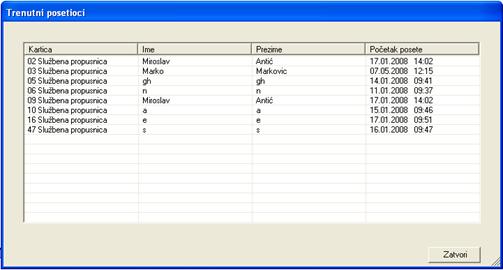 Trenutni posetioci
Kartica Ime Prezime Početak posete
02 Službena propusnica Miroslav Antić 17.01.2008 14:02
03 Službena propusnica Marko Markovic 07.05.2008 12:15
05 Službena propusnica gh gh 14.01.2008 09:41
06 Službena propusnica n n 11.01.2008 09:37
09 Službena propusnica Miroslav Antić 17.01.2008 14:02
10 Službena propusnica a a 15.01.2008 09:46
16 Službena propusnica e e 17.01.2008 09:51
47 Službena propusnica s s 16.01.2008 09:47
Zatvori